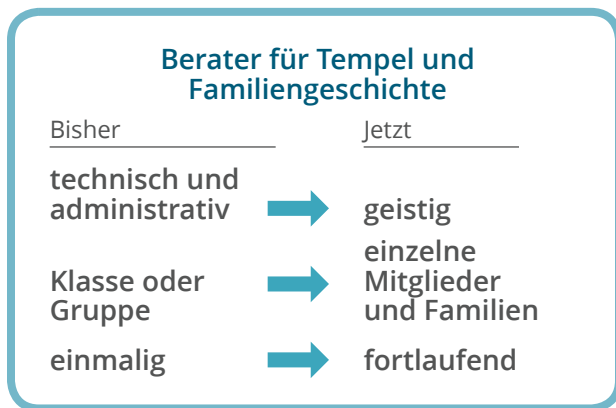 Berater für Tempel und
Familiengeschichte
Bisher
Jetzt
technisch und
administrativ
geistig
Klasse oder
Gruppe
einzelne
Mitglieder
und Familien
einmalig
fortlaufend